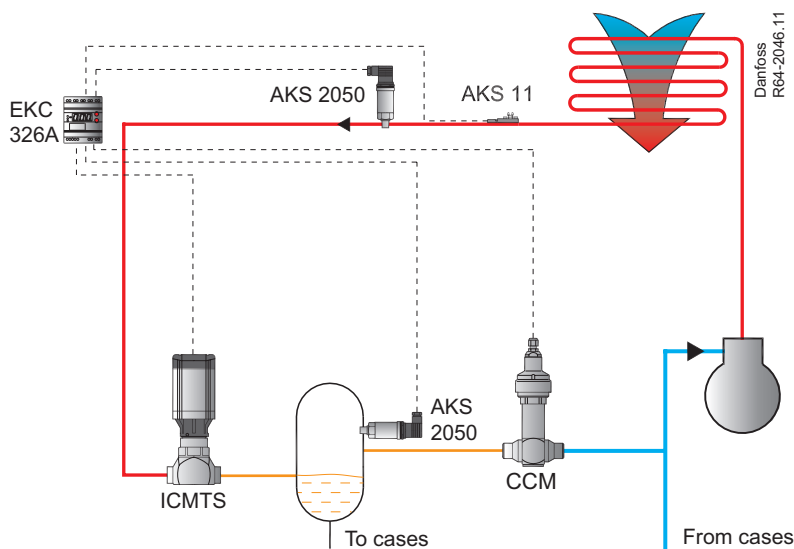 Danfoss
R64-2046.11
EKC
326A
AKS 2050
AKS 11
AKS
2050
ICMTS
CCM
To cases
From cases